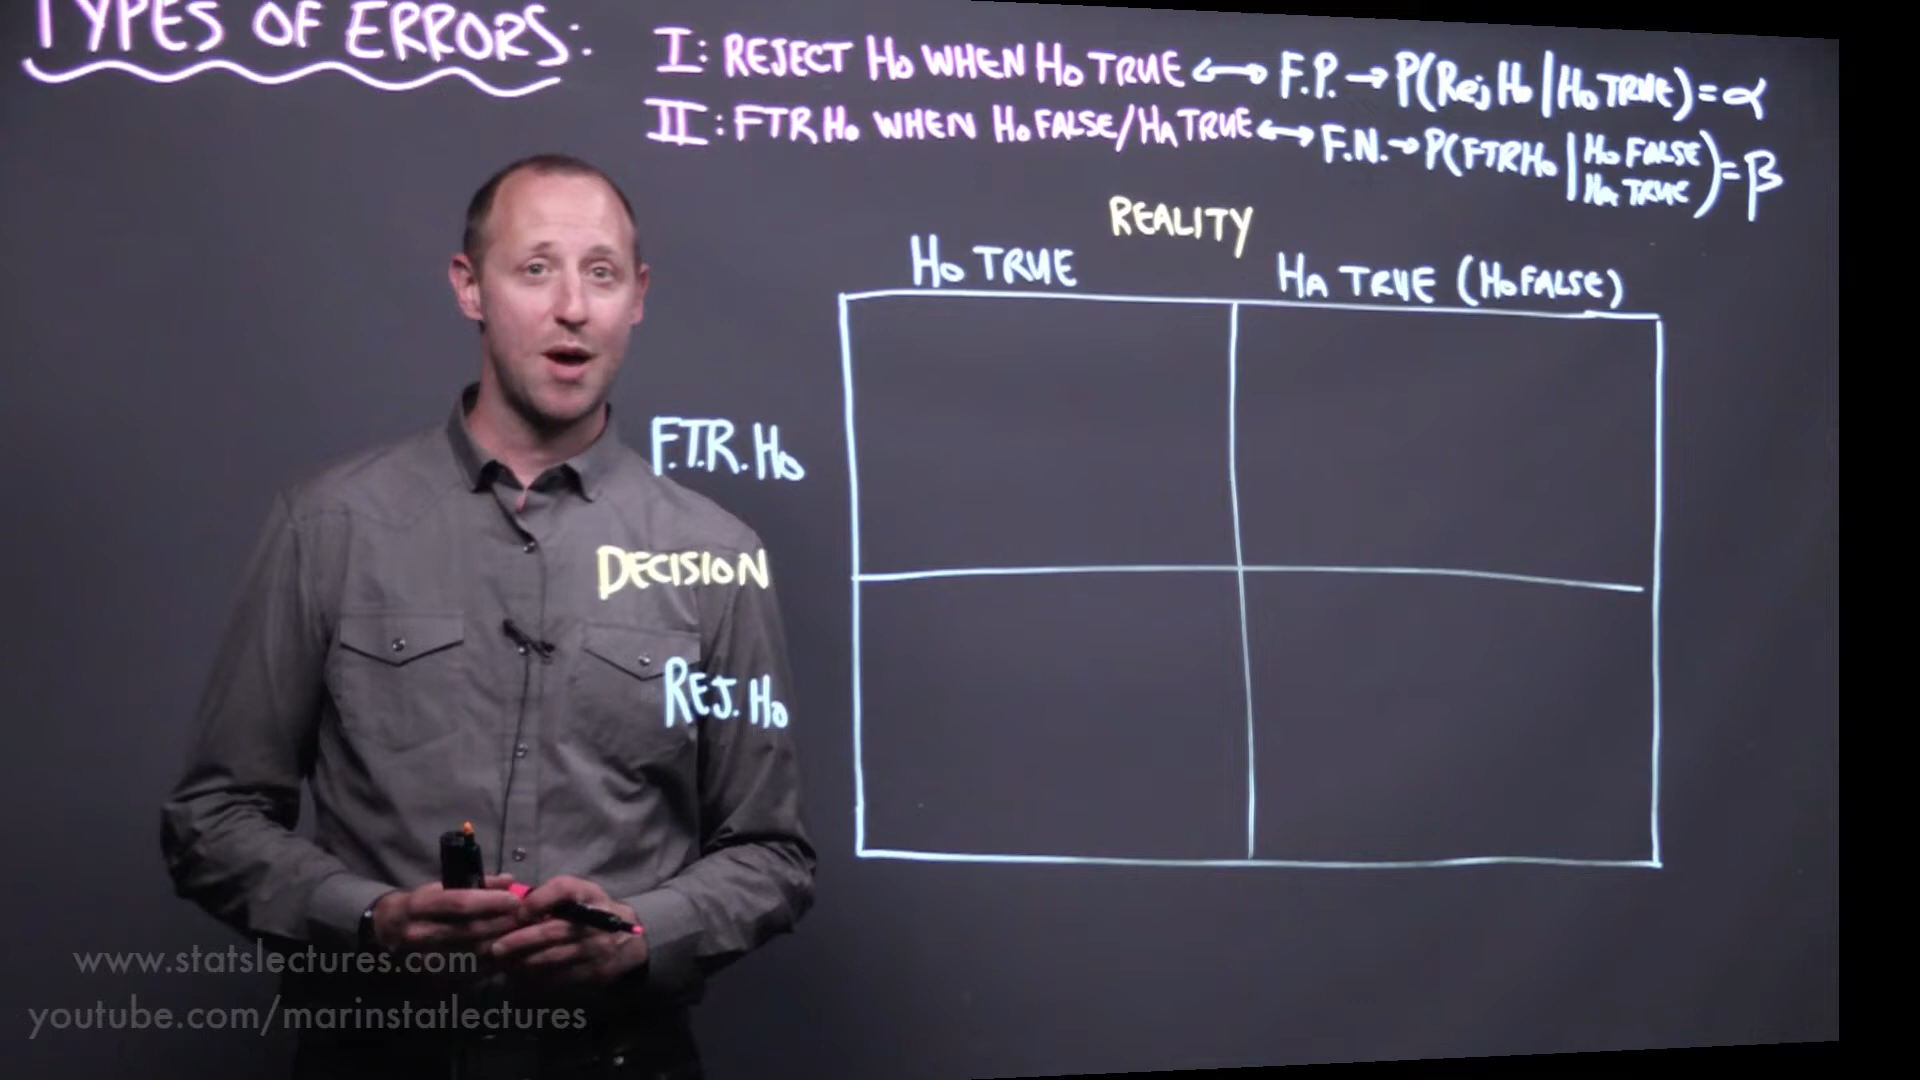 TYPES OF ERRORS:
I: REJECT H0 WHEN H0 TRUE ↔ F.P. → P(Rej H0 | H0 TRUE) = α
II: FTR H0 WHEN H0 FALSE/HA TRUE ↔ F.N. → P(FTR H0 | H0 FALSE
HA TRUE) = β
REALITY
H0 TRUE
HA TRUE (H0 FALSE)
F.T.R. H0
DECISION
REJ. H0
www.statslectures.com
youtube.com/marinstatlectures